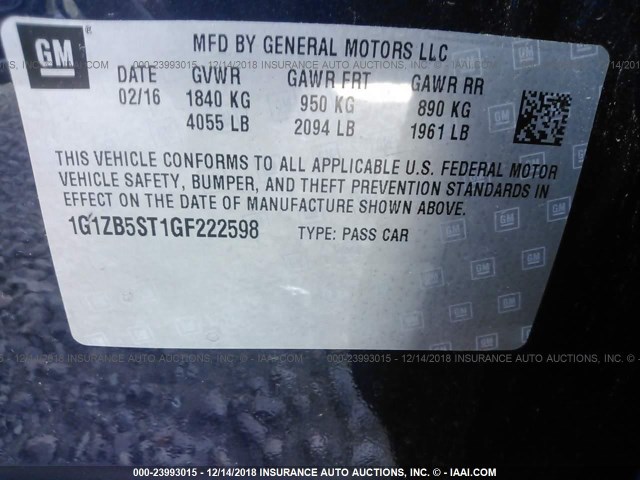 GM
MFD BY GENERAL MOTORS LLC
DATE GVWR GAWR FRT GAWR RR
02/16 1840 KG 950 KG 890 KG
4055 LB 2094 LB 1961 LB
THIS VEHICLE CONFORMS TO ALL APPLICABLE U.S. FEDERAL MOTOR
VEHICLE SAFETY, BUMPER, AND THEFT PREVENTION STANDARDS IN
EFFECT ON THE DATE OF MANUFACTURE SHOWN ABOVE.
1G1ZB5ST1GF222598 TYPE: PASS CAR
000-23993015 - 12/14/2018 INSURANCE AUTO AUCTIONS, INC. - © IAAI.COM